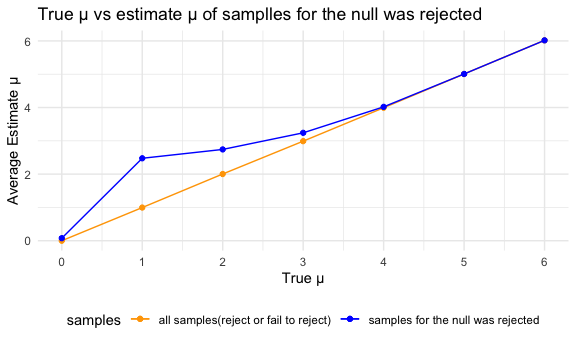 True μ vs estimate μ of samplles for the null was rejected
Average Estimate μ
6
4
2
0
0 1 2 3 4 5 6
True μ
samples all samples(reject or fail to reject) samples for the null was rejected